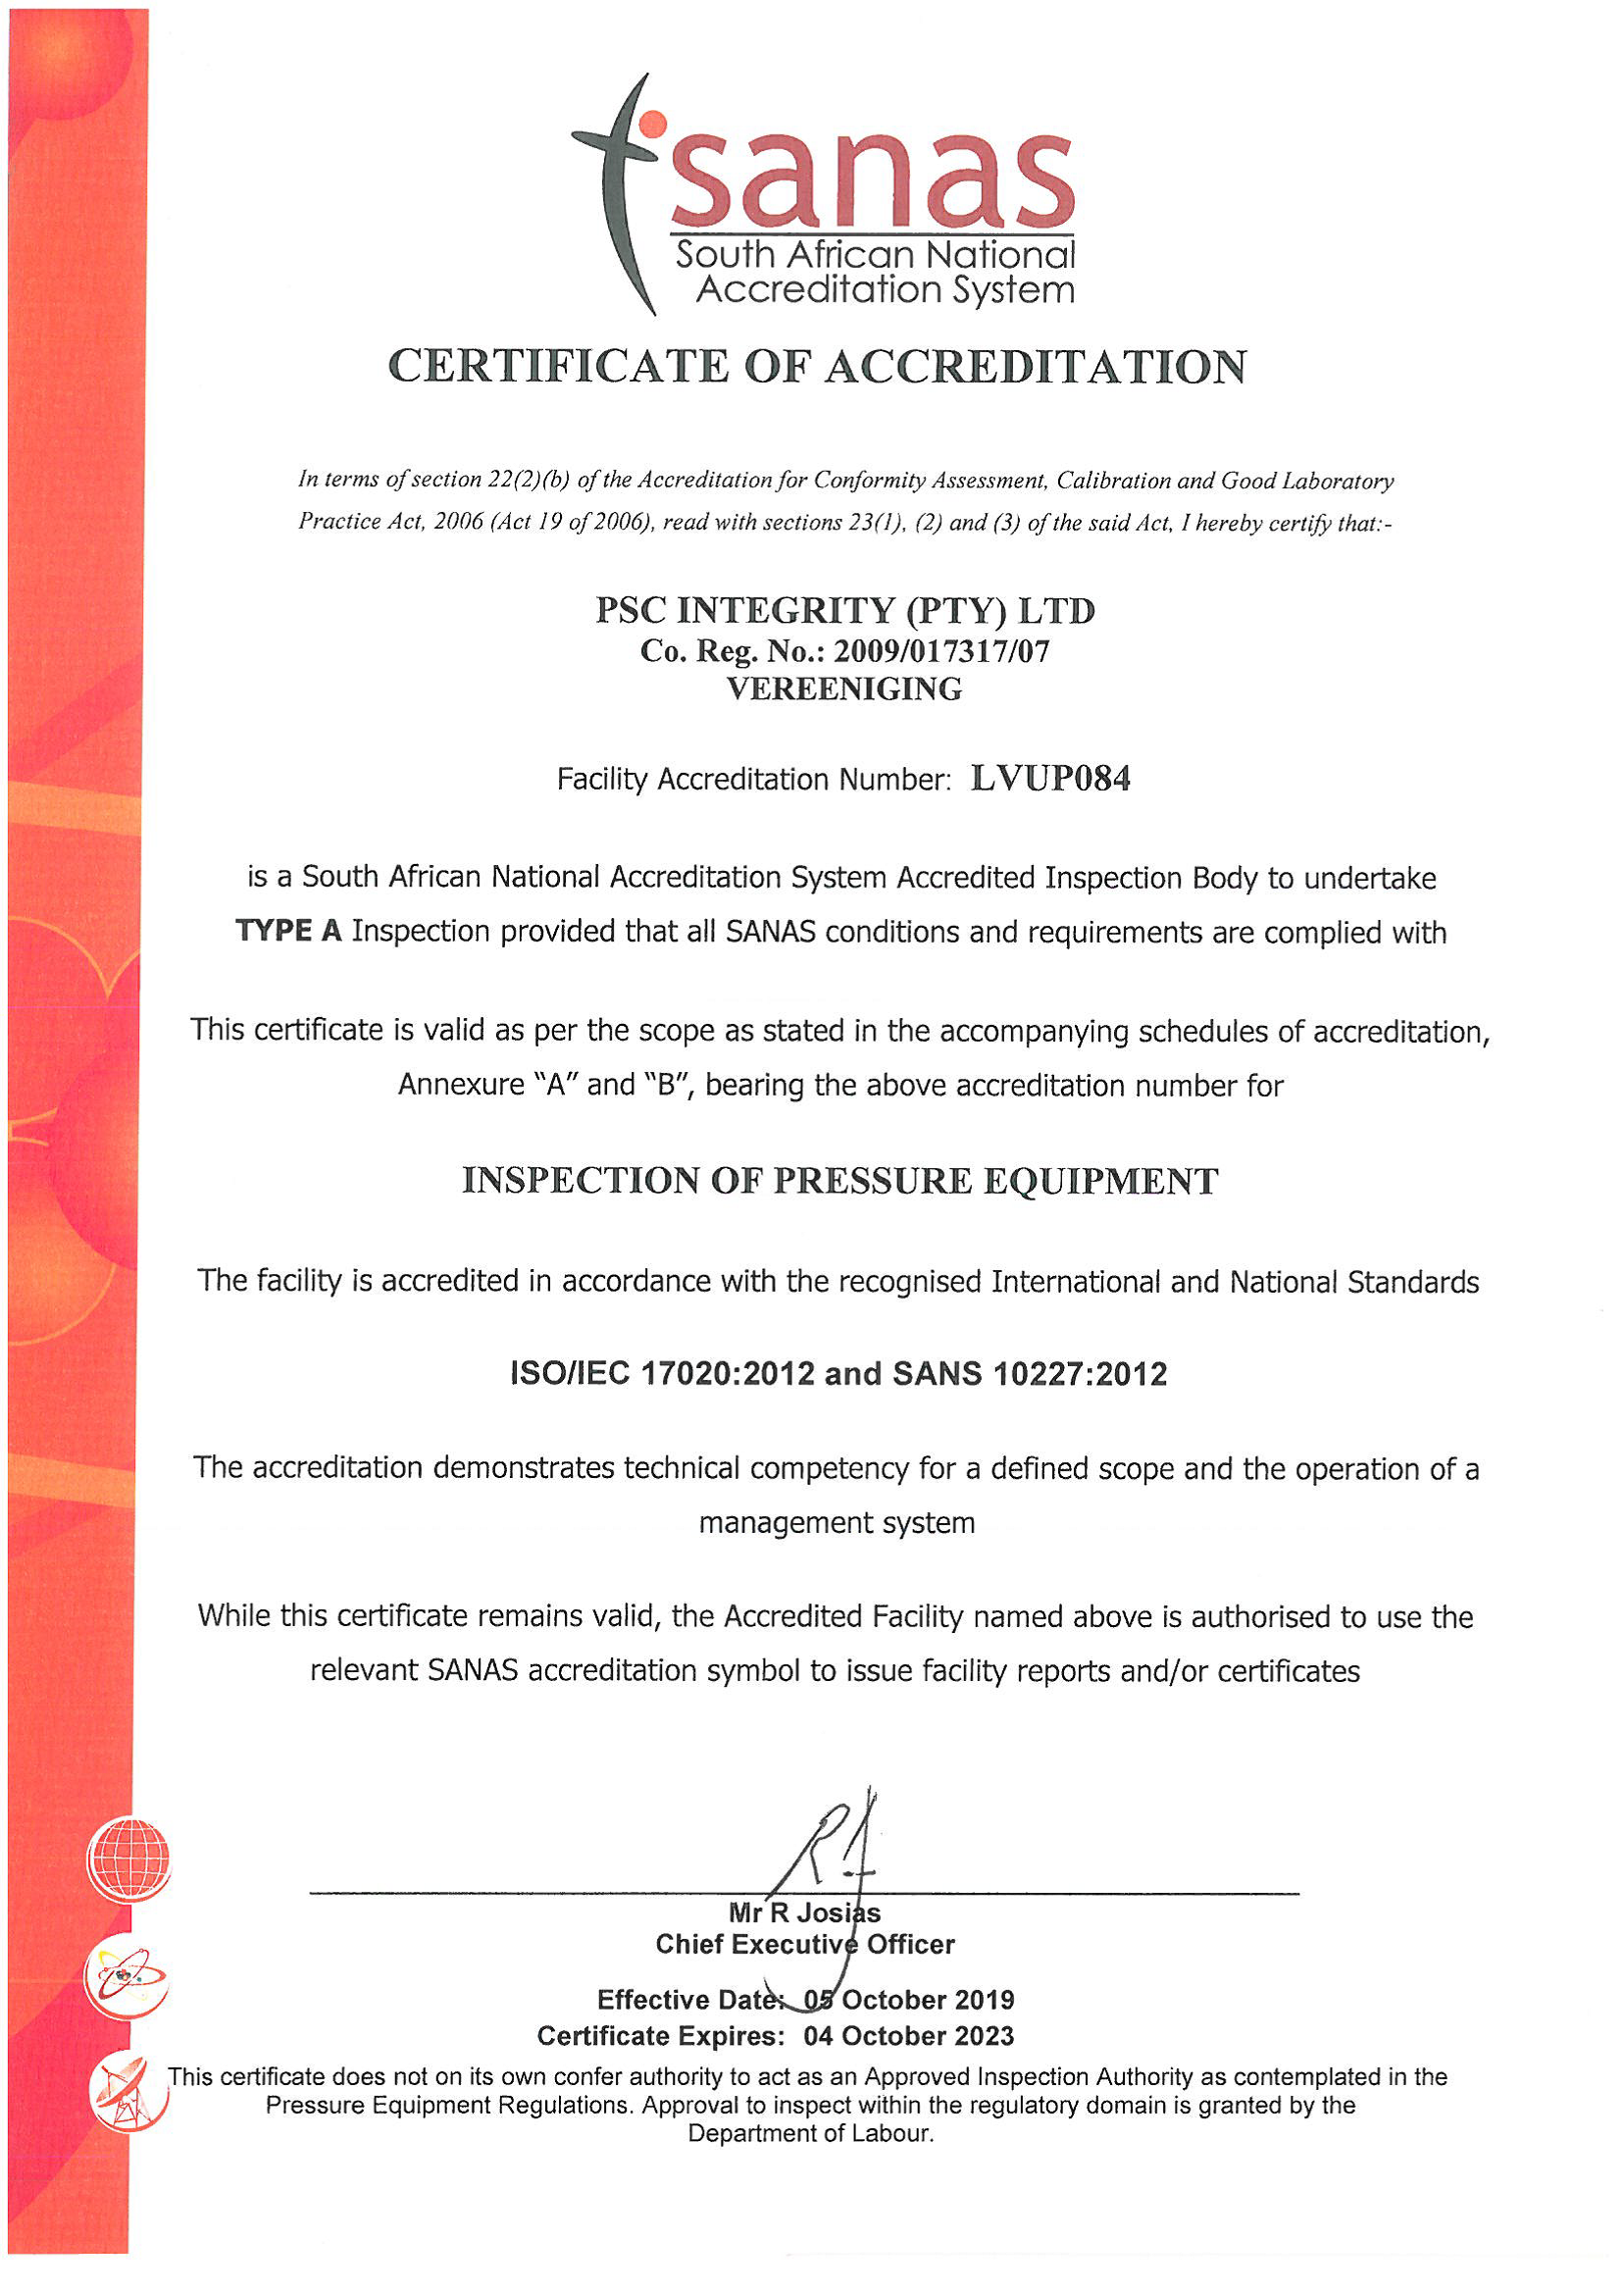 sanas
South African National
Accreditation System
CERTIFICATE OF ACCREDITATION
In terms of section 22(2)(b) of the Accreditation for Conformity Assessment, Calibration and Good Laboratory
Practice Act, 2006 (Act 19 of 2006), read with sections 23(1), (2) and (3) of the said Act, I hereby certify that:-
PSC INTEGRITY (PTY) LTD
Co. Reg. No.: 2009/017317/07
VEREENIGING
Facility Accreditation Number: LVUP084
is a South African National Accreditation System Accredited Inspection Body to undertake
TYPE A Inspection provided that all SANAS conditions and requirements are complied with
This certificate is valid as per the scope as stated in the accompanying schedules of accreditation,
Annexure “A” and “B”, bearing the above accreditation number for
INSPECTION OF PRESSURE EQUIPMENT
The facility is accredited in accordance with the recognised International and National Standards
ISO/IEC 17020:2012 and SANS 10227:2012
The accreditation demonstrates technical competency for a defined scope and the operation of a
management system
While this certificate remains valid, the Accredited Facility named above is authorised to use the
relevant SANAS accreditation symbol to issue facility reports and/or certificates
Mr R Josias
Chief Executive Officer
Effective Date: 05 October 2019
Certificate Expires: 04 October 2023
This certificate does not on its own confer authority to act as an Approved Inspection Authority as contemplated in the
Pressure Equipment Regulations. Approval to inspect within the regulatory domain is granted by the
Department of Labour.